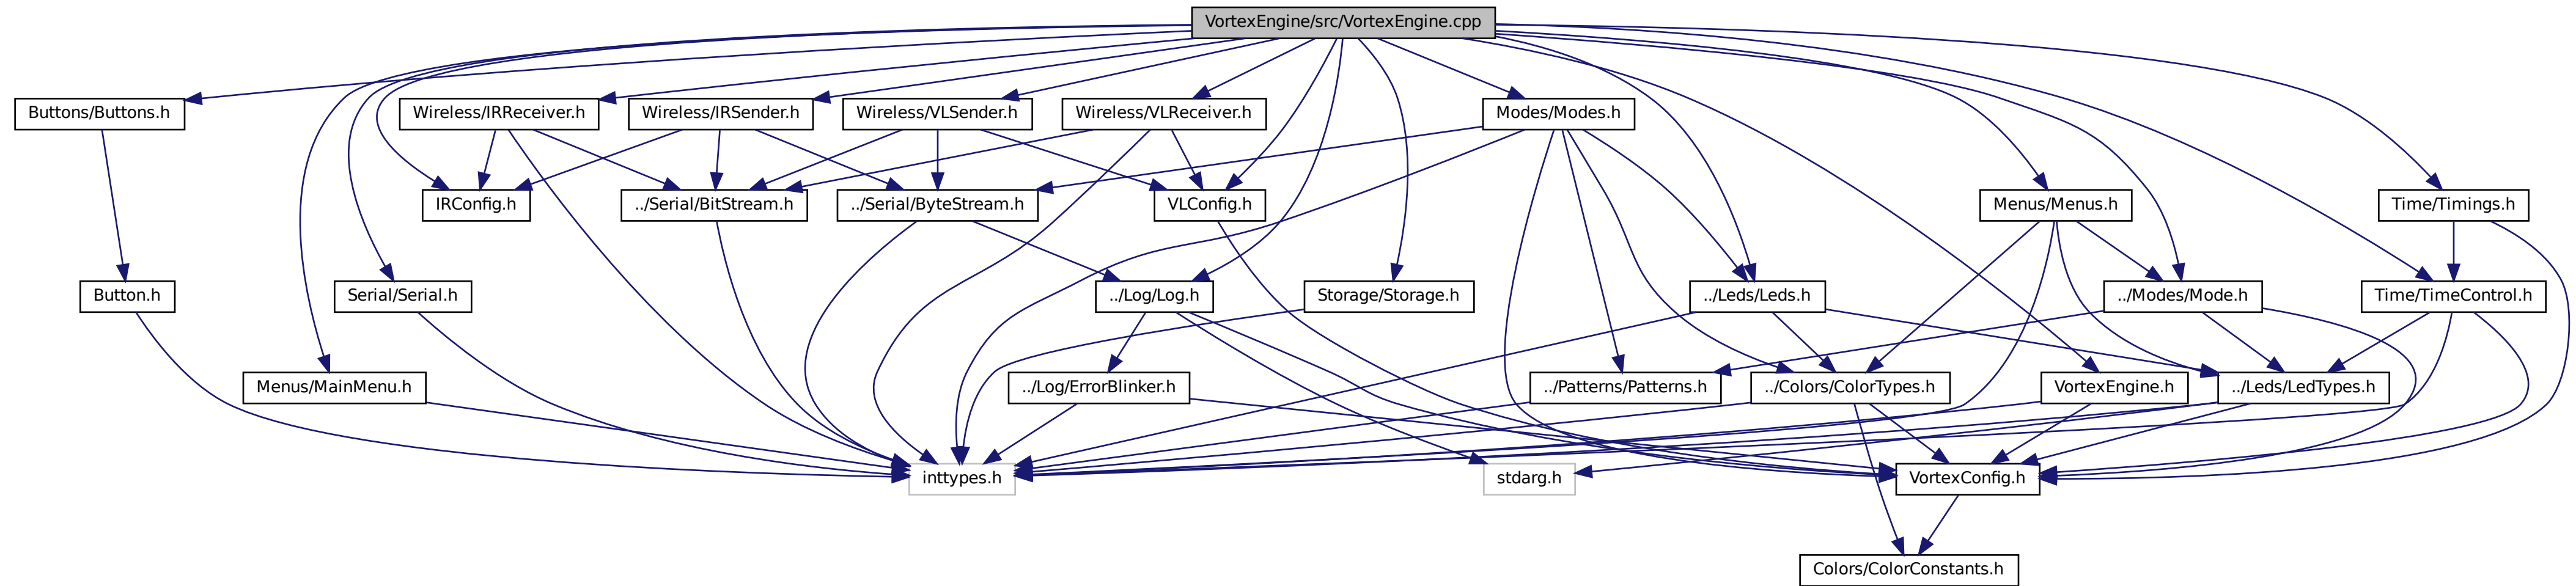 VortexEngine/src/VortexEngine.cpp
Buttons/Buttons.h
Wireless/IRReceiver.h
Wireless/IRSender.h
Wireless/VLSender.h
Wireless/VLReceiver.h
Modes/Modes.h
IRConfig.h
../Serial/BitStream.h
../Serial/ByteStream.h
VLConfig.h
Menus/Menus.h
Time/Timings.h
Button.h
Serial/Serial.h
../Log/Log.h
Storage/Storage.h
../Leds/Leds.h
../Modes/Mode.h
Time/TimeControl.h
Menus/MainMenu.h
../Log/ErrorBlinker.h
../Patterns/Patterns.h
../Colors/ColorTypes.h
VortexEngine.h
../Leds/LedTypes.h
inttypes.h
stdarg.h
VortexConfig.h
Colors/ColorConstants.h